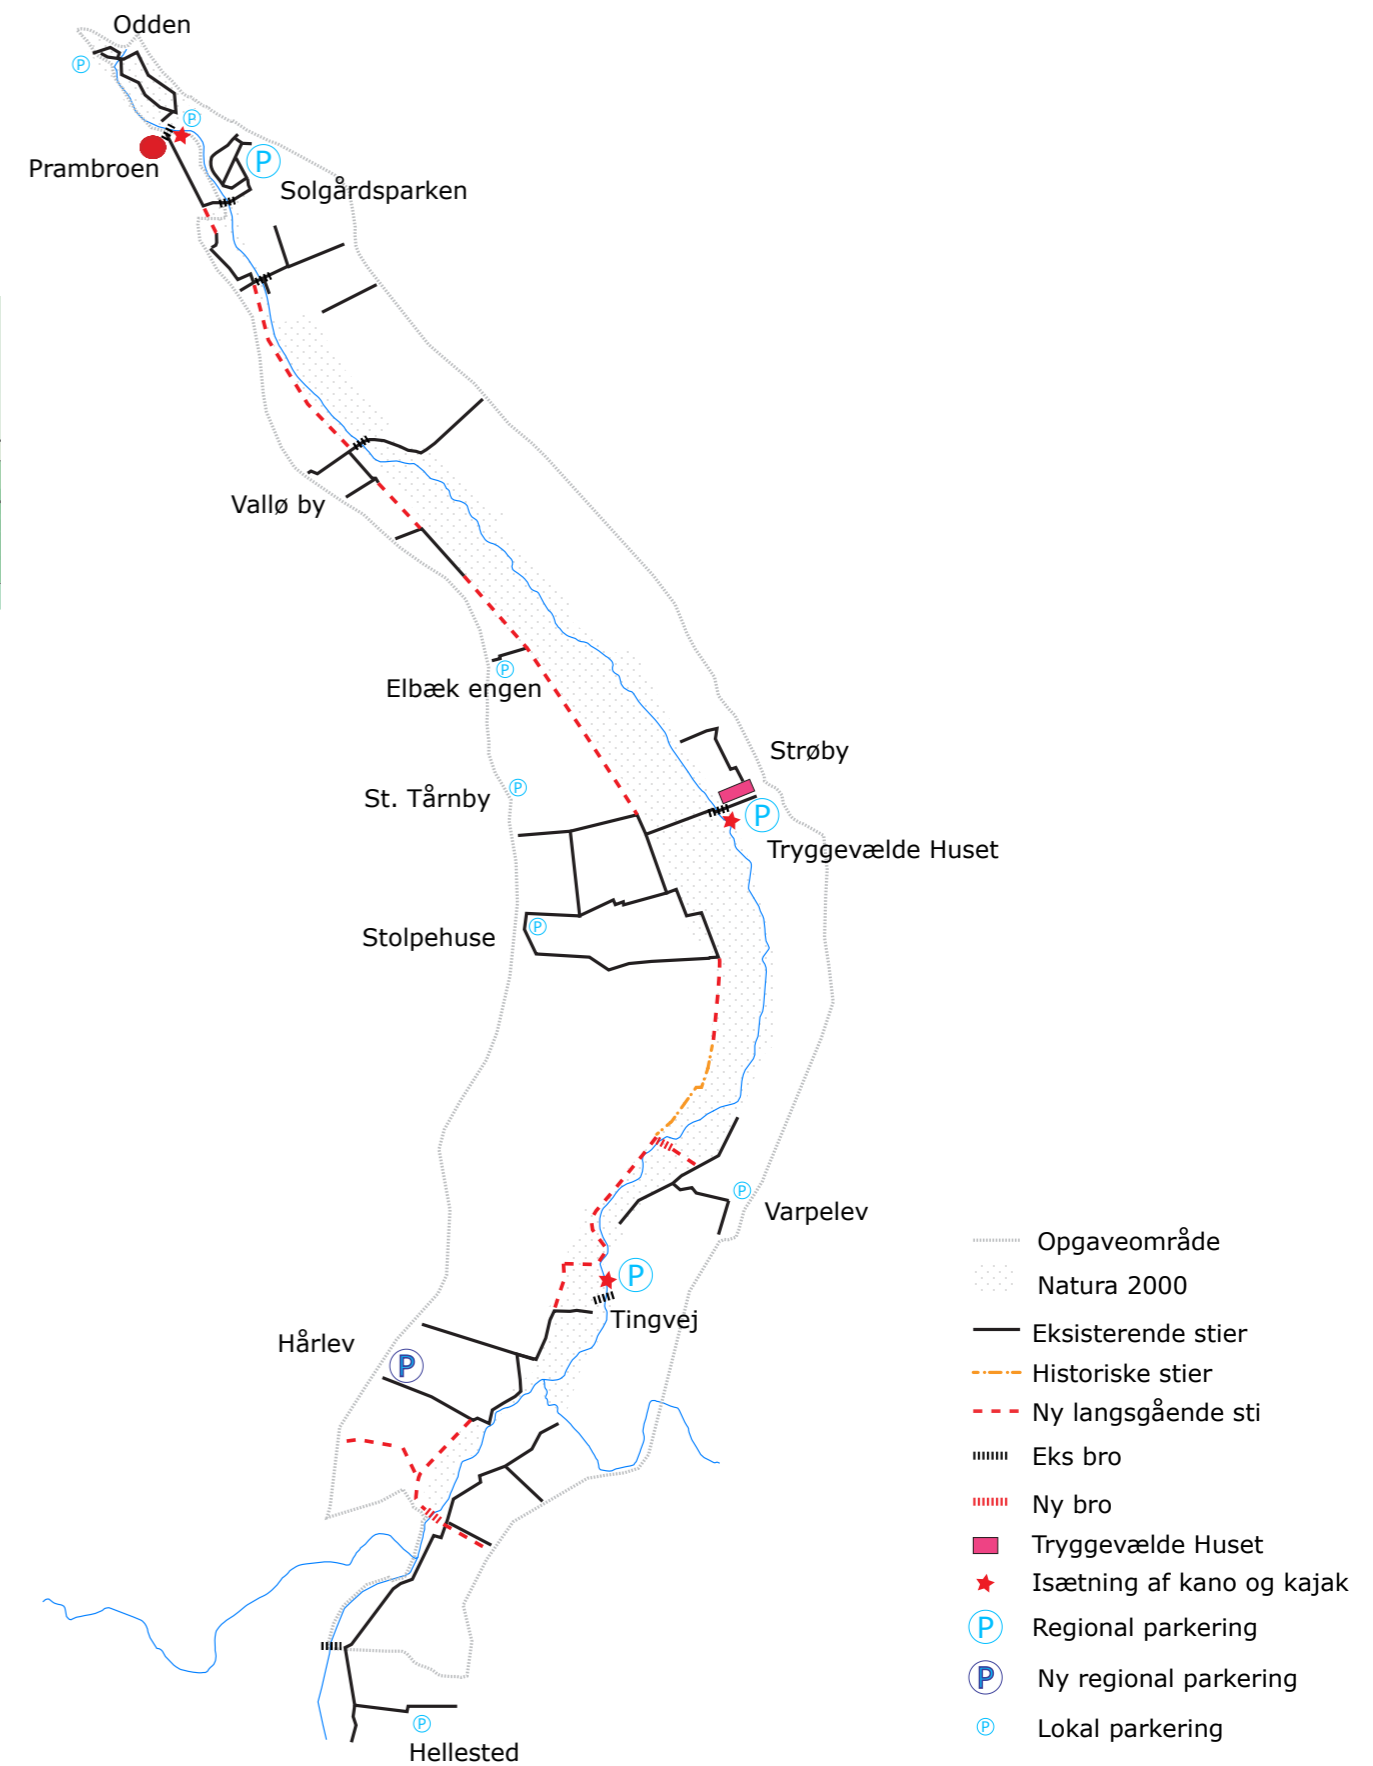 Odden
P
P
Prambroen
P
Solgårdsparken
Vallø by
P
Elbæk engen
Strøby
P
St. Tårnby
P
Tryggevælde Huset
P
Stolpehuse
P
Varpelev
P
Tingvej
Hårlev
P
P
Hellested
Opgaveområde
Natura 2000
Eksisterende stier
Historiske stier
Ny langsgående sti
Eks bro
Ny bro
Tryggevælde Huset
Isætning af kano og kajak
P Regional parkering
P Ny regional parkering
P Lokal parkering